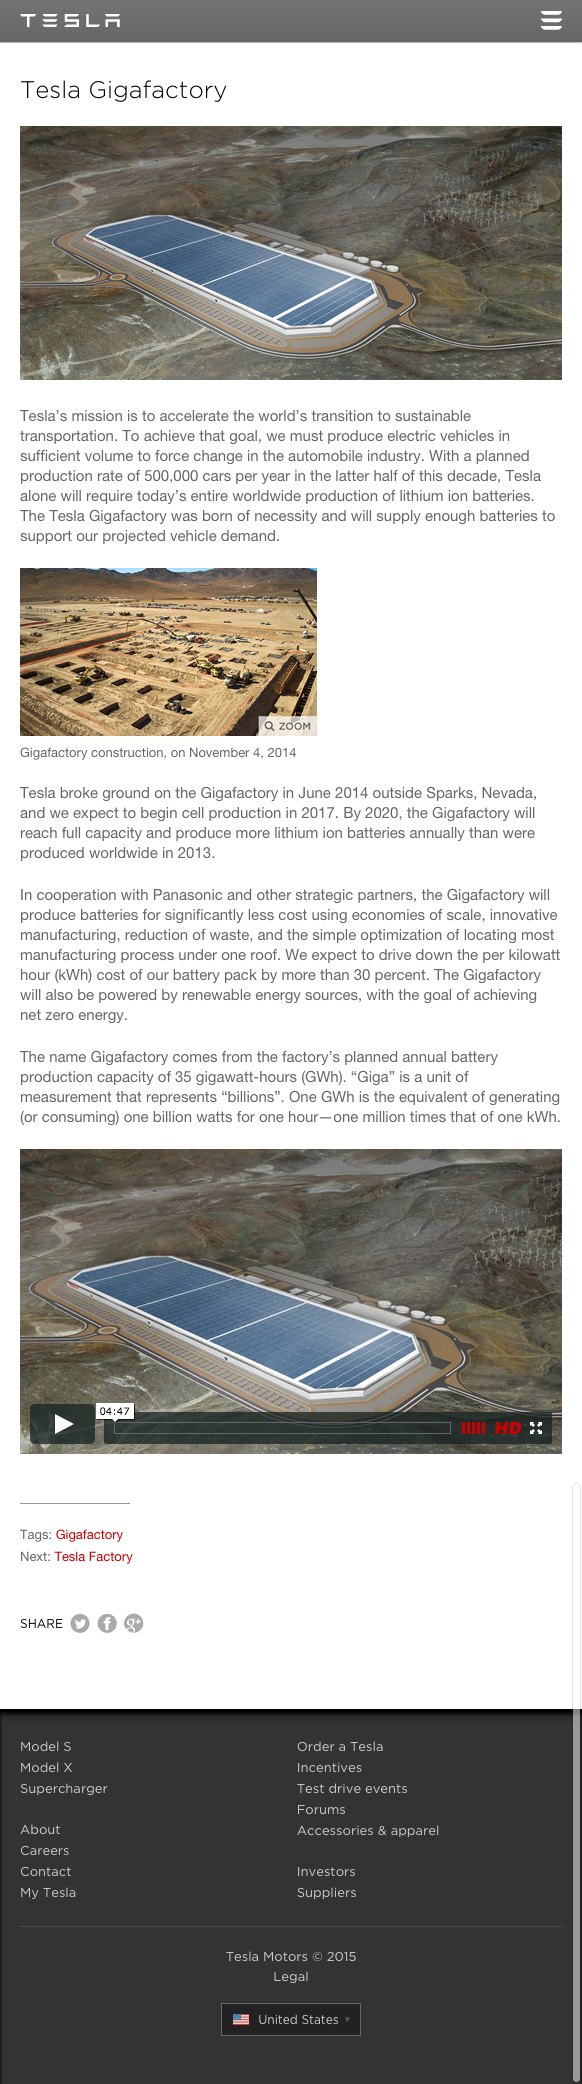 TESLA
Tesla Gigafactory
Tesla’s mission is to accelerate the world’s transition to sustainable
transportation. To achieve that goal, we must produce electric vehicles in
sufficient volume to force change in the automobile industry. With a planned
production rate of 500,000 cars per year in the latter half of this decade, Tesla
alone will require today’s entire worldwide production of lithium ion batteries.
The Tesla Gigafactory was born of necessity and will supply enough batteries to
support our projected vehicle demand.
ZOOM
Gigafactory construction, on November 4, 2014
Tesla broke ground on the Gigafactory in June 2014 outside Sparks, Nevada,
and we expect to begin cell production in 2017. By 2020, the Gigafactory will
reach full capacity and produce more lithium ion batteries annually than were
produced worldwide in 2013.
In cooperation with Panasonic and other strategic partners, the Gigafactory will
produce batteries for significantly less cost using economies of scale, innovative
manufacturing, reduction of waste, and the simple optimization of locating most
manufacturing process under one roof. We expect to drive down the per kilowatt
hour (kWh) cost of our battery pack by more than 30 percent. The Gigafactory
will also be powered by renewable energy sources, with the goal of achieving
net zero energy.
The name Gigafactory comes from the factory’s planned annual battery
production capacity of 35 gigawatt-hours (GWh). “Giga” is a unit of
measurement that represents “billions”. One GWh is the equivalent of generating
(or consuming) one billion watts for one hour—one million times that of one kWh.
04:47
HD
Tags: Gigafactory
Next: Tesla Factory
SHARE
Model S
Model X
Supercharger
About
Careers
Contact
My Tesla
Order a Tesla
Incentives
Test drive events
Forums
Accessories & apparel
Investors
Suppliers
Tesla Motors © 2015
Legal
United States